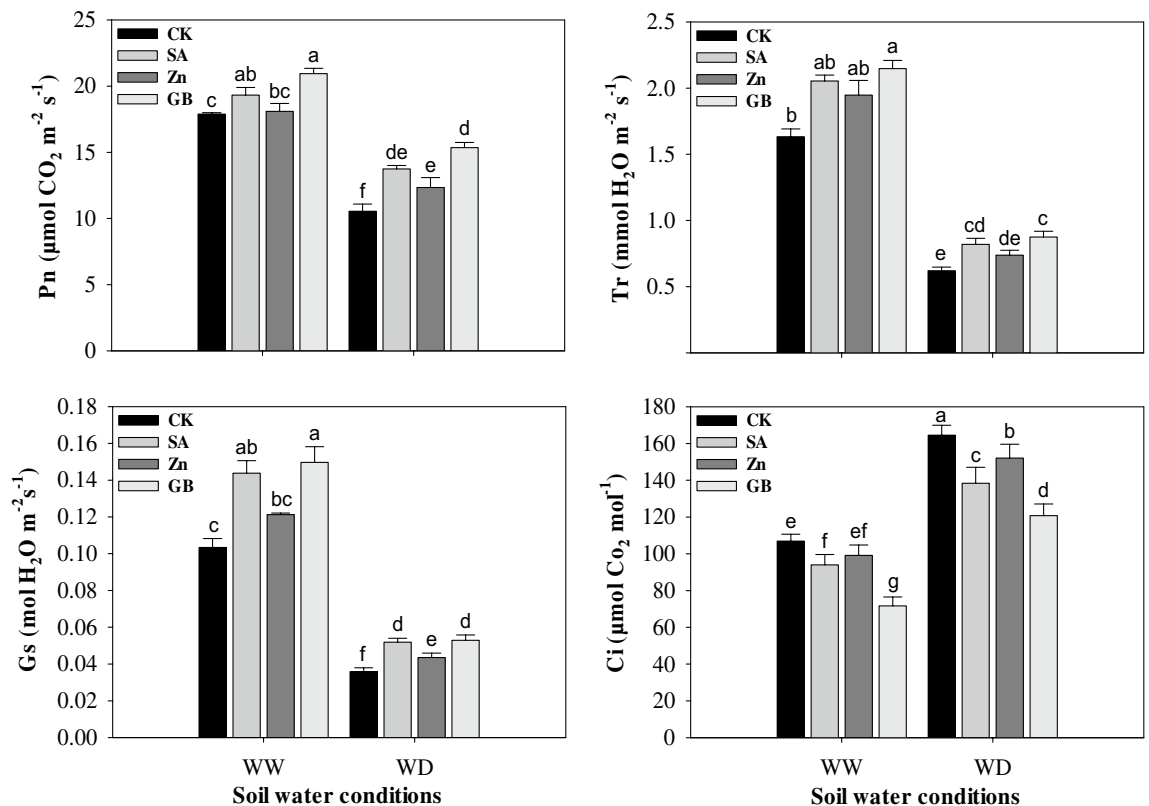 25
20
15
10
5
0
Pn (μmol CO₂ m⁻² s⁻¹)
CK
SA
Zn
GB
c
ab
bc
a
f
de
e
d
2.5
2.0
1.5
1.0
0.5
Tr (mmol H₂O m⁻² s⁻¹)
CK
SA
Zn
GB
b
ab
ab
a
e
cd
de
c
0.18
0.16
0.14
0.12
0.10
0.08
0.06
0.04
0.02
0.00
Gs (mol H₂O m⁻²s⁻¹)
CK
SA
Zn
GB
c
ab
bc
a
f
d
e
d
WW WD
Soil water conditions
180
160
140
120
100
80
60
40
20
0
Ci (μmol Co₂ mol⁻¹)
CK
SA
Zn
GB
e
f
ef
g
a
c
b
d
WW WD
Soil water conditions